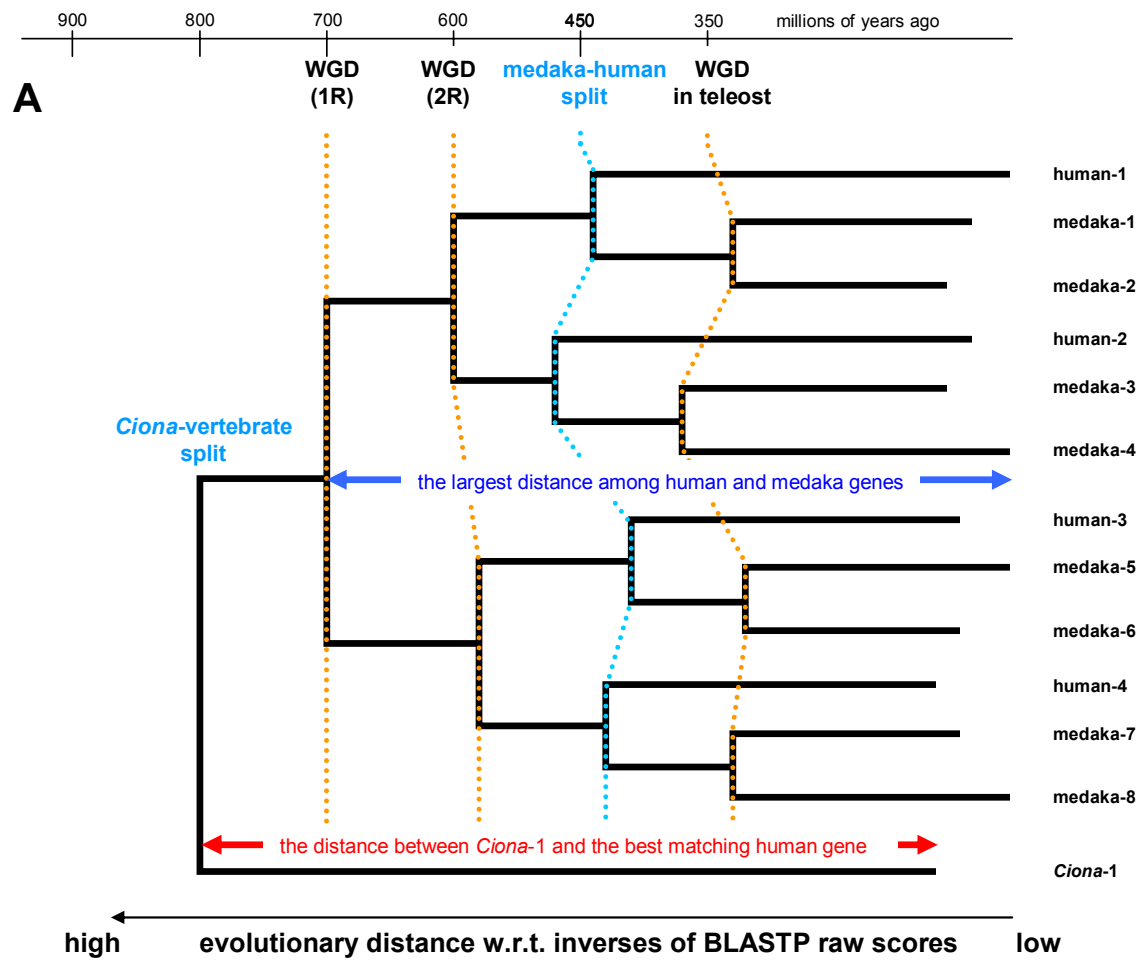 900 800 700 600 450 350 millions of years ago
A
WGD
(1R)
WGD
(2R)
medaka-human
split
WGD
in teleost
human-1
medaka-1
medaka-2
human-2
medaka-3
medaka-4
Ciona-vertebrate
split
the largest distance among human and medaka genes
human-3
medaka-5
medaka-6
human-4
medaka-7
medaka-8
the distance between Ciona-1 and the best matching human gene
Ciona-1
high evolutionary distance w.r.t. inverses of BLASTP raw scores low